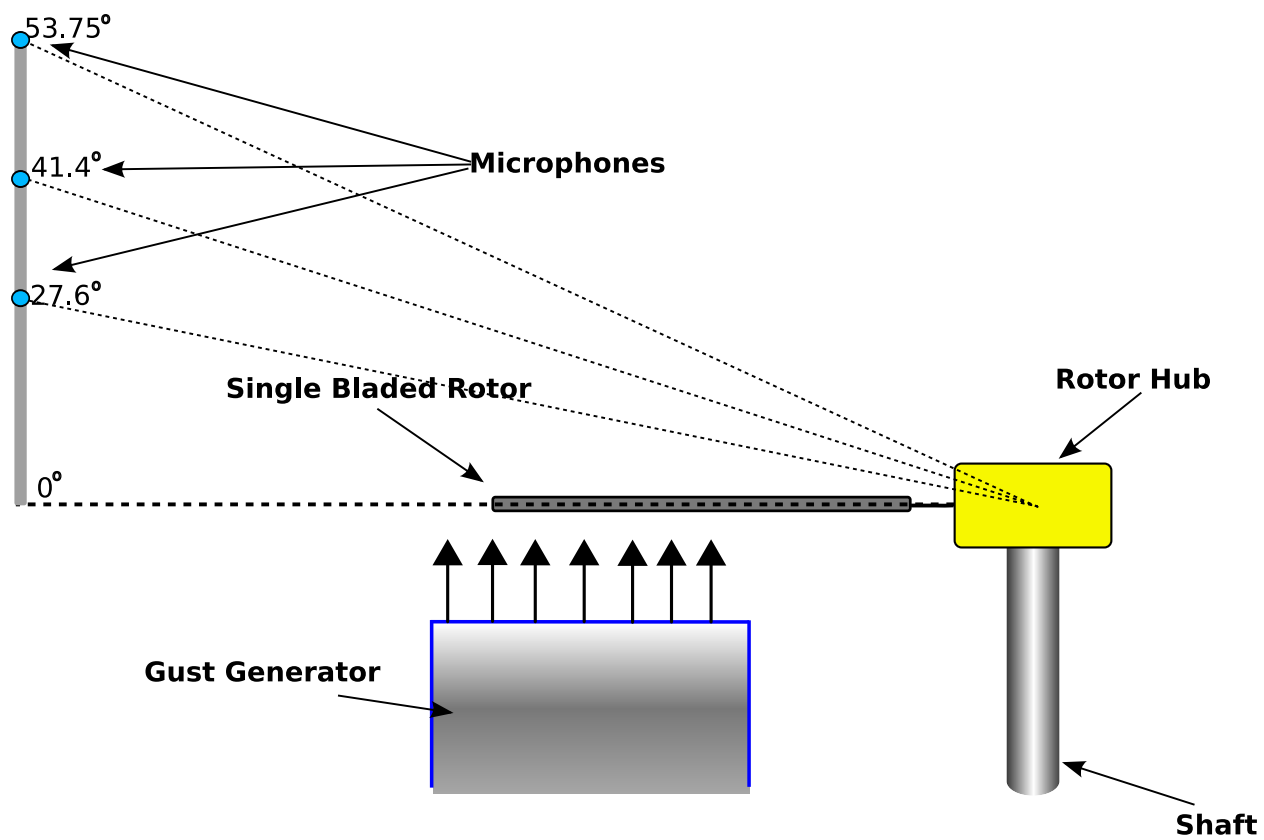 53.75°
41.4°
Microphones
27.6°
Single Bladed Rotor
Rotor Hub
0°
Gust Generator
Shaft